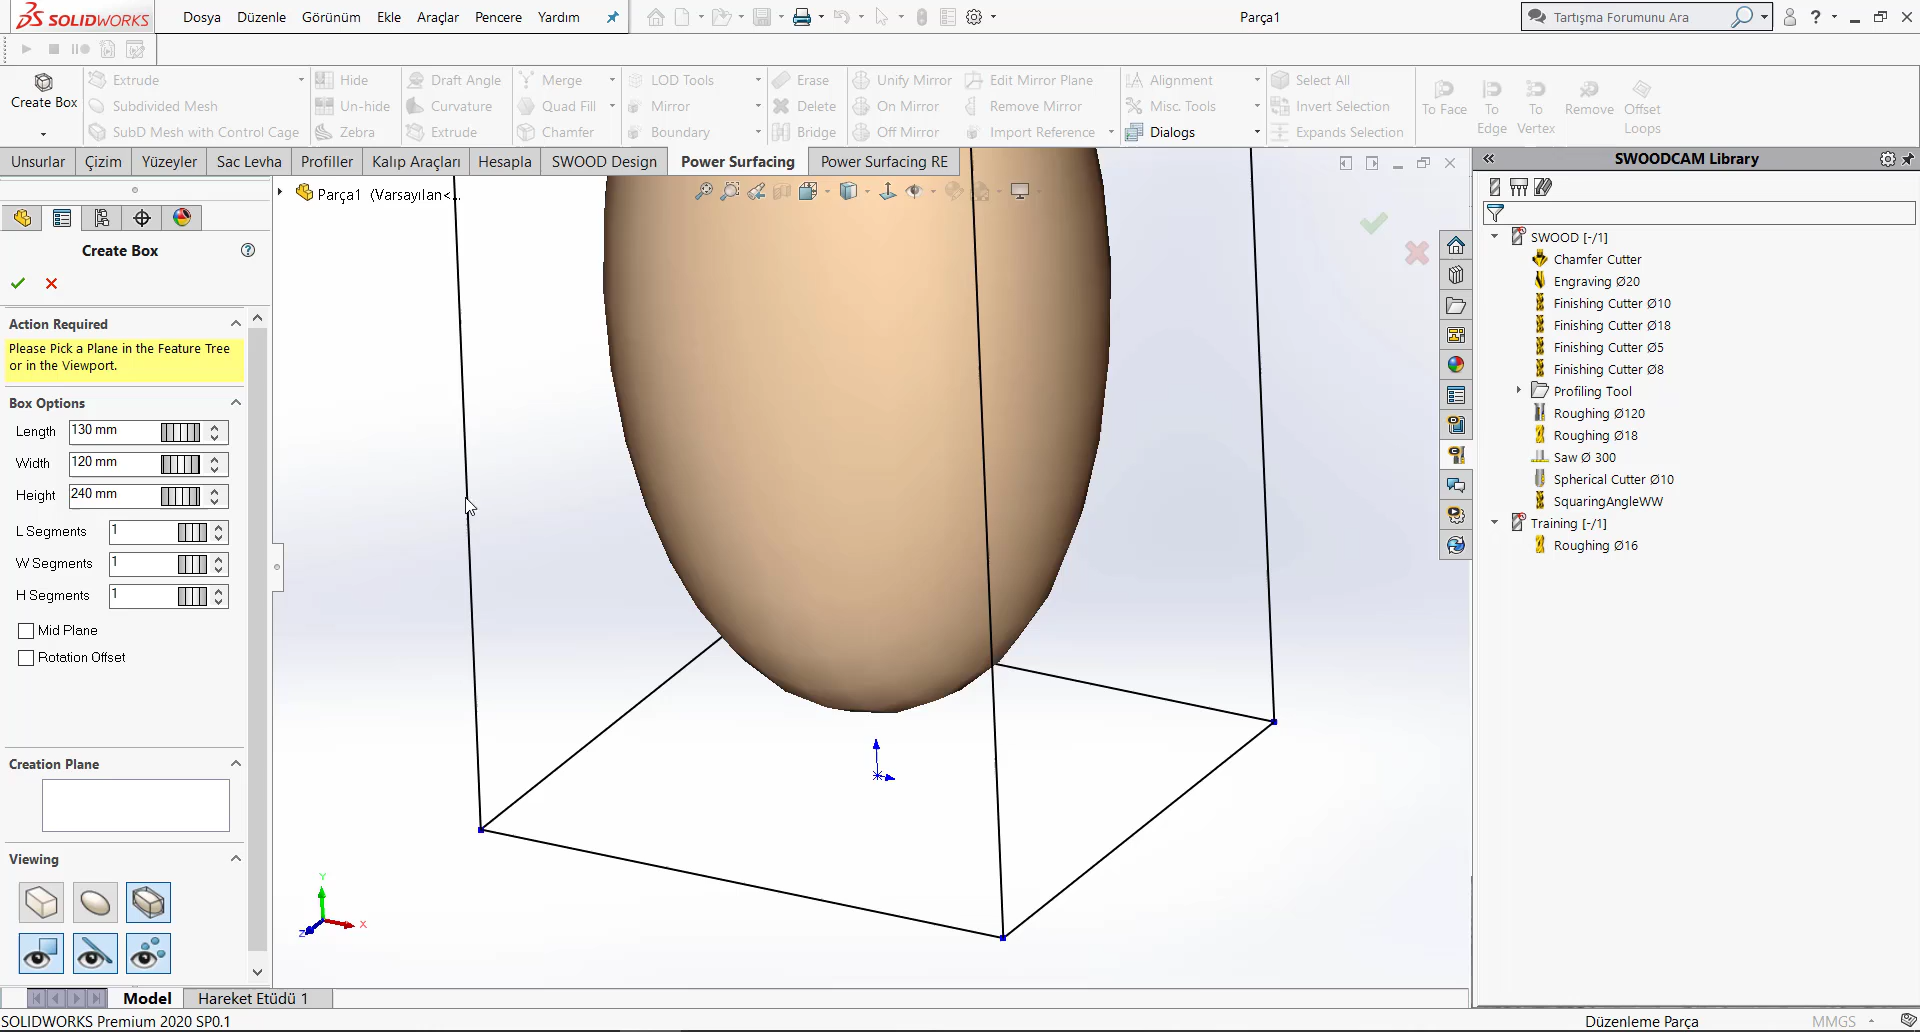 SOLIDWORKS
Dosya Düzenle Görünüm Ekle Araçlar Pencere Yardım
Parça1
Tartışma Forumunu Ara
?
Create Box
Extrude
Subdivided Mesh
SubD Mesh with Control Cage
Hide
Un-hide
Zebra
Draft Angle
Curvature
Extrude
Merge
Quad Fill
Chamfer
LOD Tools
Mirror
Boundary
Erase
Delete
Bridge
Unify Mirror
On Mirror
Off Mirror
Edit Mirror Plane
Remove Mirror
Import Reference
Alignment
Misc. Tools
Dialogs
Select All
Invert Selection
Expands Selection
To Face
To Edge
To Vertex
Remove
Offset Loops
Unsurlar Çizim Yüzeyler Sac Levha Profiller Kalıp Araçları Hesapla SWOOD Design Power Surfacing Power Surfacing RE
Parça1 (Varsayılan<...
Create Box
?
Action Required
Please Pick a Plane in the Feature Tree
or in the Viewport.
Box Options
Length 130 mm
Width 120 mm
Height 240 mm
L Segments 1
W Segments 1
H Segments 1
Mid Plane
Rotation Offset
Creation Plane
Viewing
Y
X
Z
SWOODCAM Library
SWOOD [-/1]
Chamfer Cutter
Engraving Ø20
Finishing Cutter Ø10
Finishing Cutter Ø18
Finishing Cutter Ø5
Finishing Cutter Ø8
Profiling Tool
Roughing Ø120
Roughing Ø18
Saw Ø 300
Spherical Cutter Ø10
SquaringAngleWW
Training [-/1]
Roughing Ø16
Model Hareket Etüdü 1
SOLIDWORKS Premium 2020 SP0.1
Düzenleme Parça
MMGS